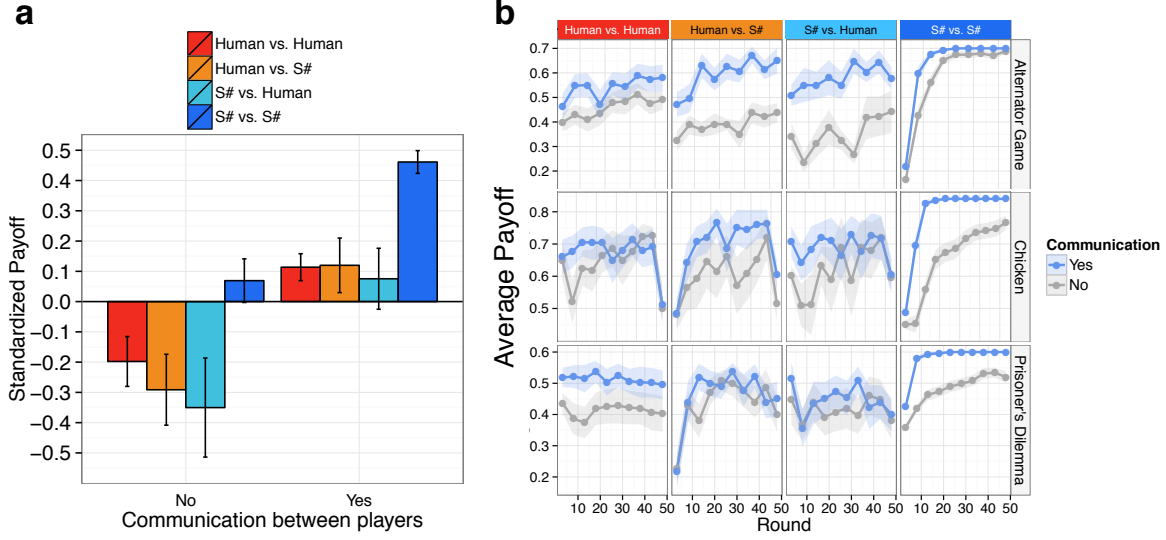 a
Human vs. Human
Human vs. S#
S# vs. Human
S# vs. S#
Standardized Payoff
0.5
0.4
0.3
0.2
0.1
0.0
−0.1
−0.2
−0.3
−0.4
−0.5
No Yes
Communication between players
b
Human vs. Human Human vs. S# S# vs. Human S# vs. S#
Average Payoff
0.7
0.6
0.5
0.4
0.3
0.2
Alternator Game
0.8
0.7
0.6
0.5
Chicken
0.6
0.5
0.4
0.3
0.2
Prisoner's Dilemma
10 20 30 40 50 10 20 30 40 50 10 20 30 40 50 10 20 30 40 50
Round
Communication
Yes
No